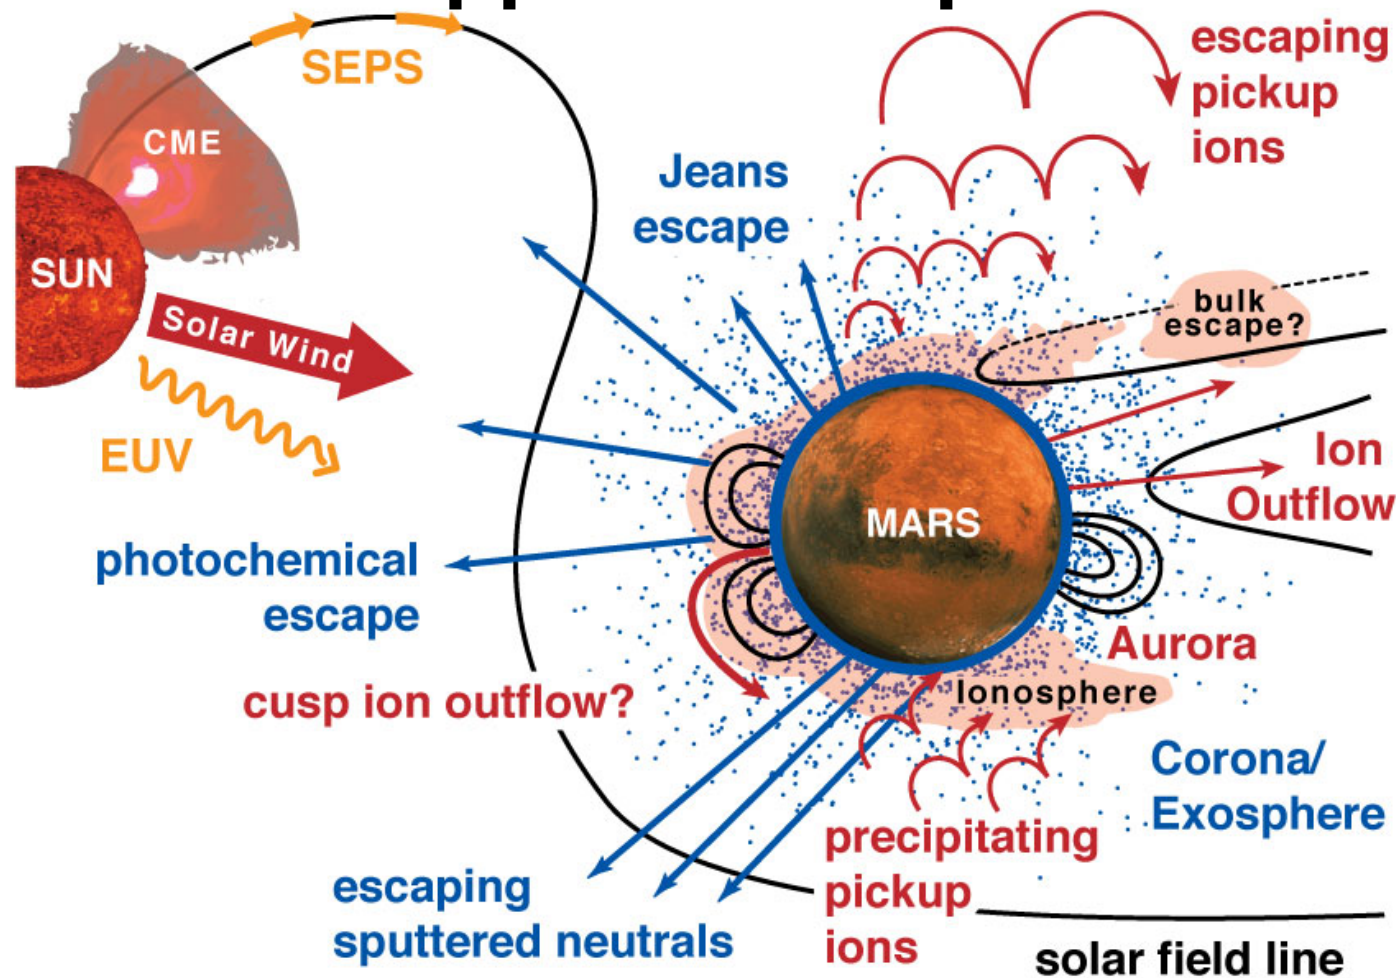 SEPS
CME
SUN
Solar Wind
EUV
Jeans
escape
escaping
pickup
ions
bulk
escape?
Ion
Outflow
MARS
photochemical
escape
cusp ion outflow?
Aurora
Ionosphere
Corona/
Exosphere
precipitating
pickup
ions
escaping
sputtered neutrals
solar field line